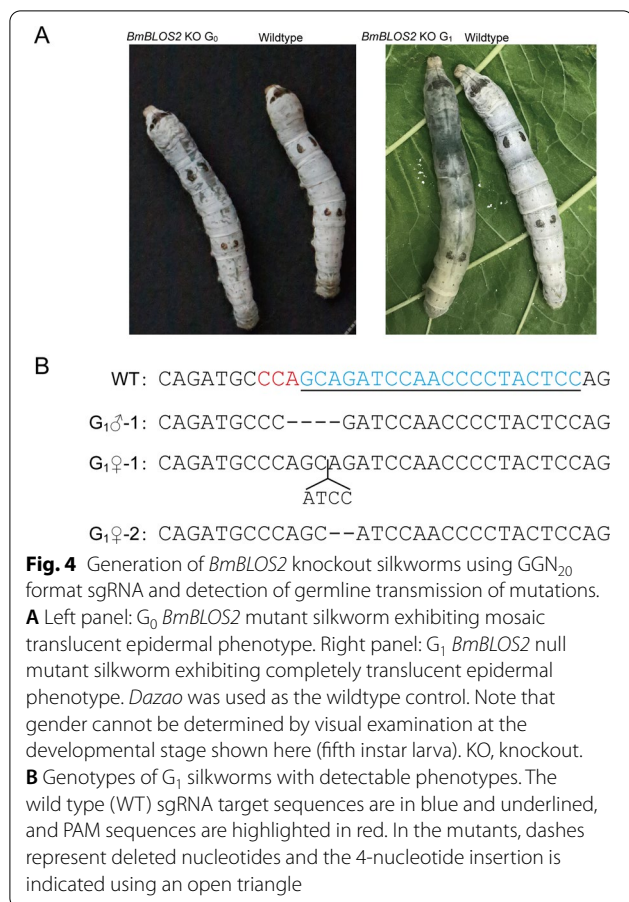 A
BmBLOS2 KO G₀ Wildtype BmBLOS2 KO G₁ Wildtype
B
WT: CAGATGCCCAGCAGATCCAACCCCTACTCCAG
G₁♂-1: CAGATGCCC----GATCCAACCCCTACTCCAG
G₁♀-1: CAGATGCCCAGCAGATCCAACCCCTACTCCAG
ATCC
G₁♀-2: CAGATGCCCAGC--ATCCAACCCCTACTCCAG
Fig. 4 Generation of BmBLOS2 knockout silkworms using GGN₂₀
format sgRNA and detection of germline transmission of mutations.
A Left panel: G₀ BmBLOS2 mutant silkworm exhibiting mosaic
translucent epidermal phenotype. Right panel: G₁ BmBLOS2 null
mutant silkworm exhibiting completely translucent epidermal
phenotype. Dazao was used as the wildtype control. Note that
gender cannot be determined by visual examination at the
developmental stage shown here (fifth instar larva). KO, knockout.
B Genotypes of G₁ silkworms with detectable phenotypes. The
wild type (WT) sgRNA target sequences are in blue and underlined,
and PAM sequences are highlighted in red. In the mutants, dashes
represent deleted nucleotides and the 4-nucleotide insertion is
indicated using an open triangle